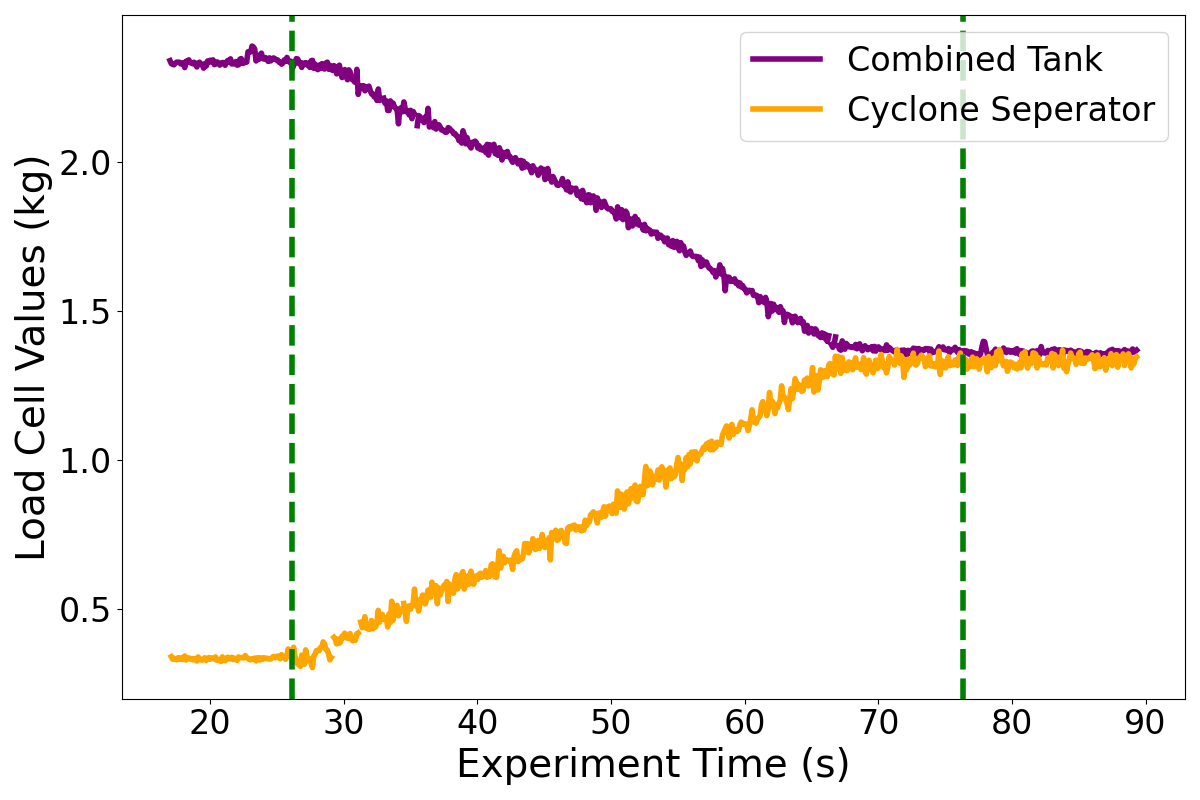 Combined Tank
Cyclone Seperator
Load Cell Values (kg)
2.0
1.5
1.0
0.5
20 30 40 50 60 70 80 90
Experiment Time (s)